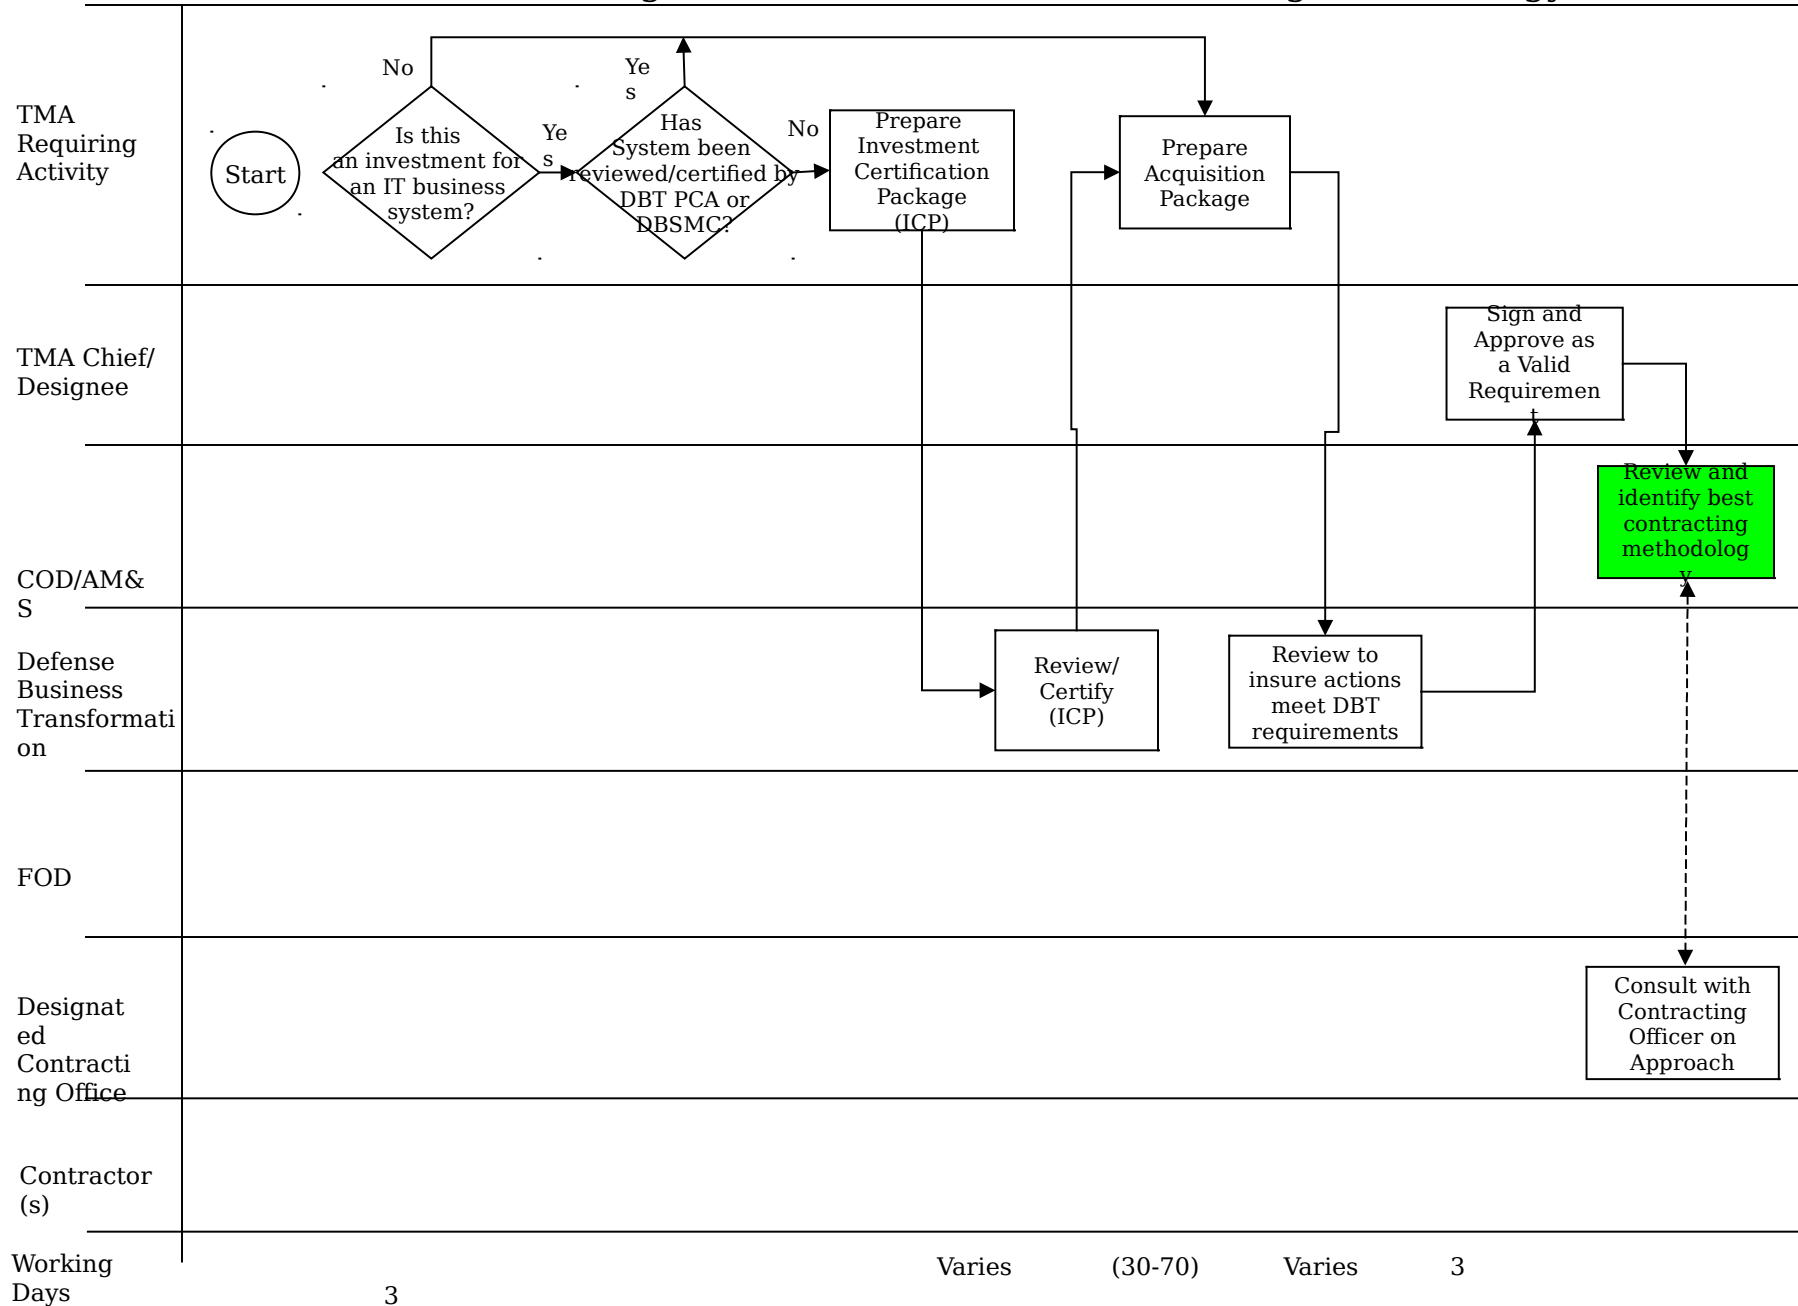 No
Ye
s
TMA
Requiring
Activity
Start
Is this
an investment for
an IT business
system?
Ye
s
Has
System been
reviewed/certified by
DBT PCA or
DBSMC?
No
Prepare
Investment
Certification
Package
(ICP)
Prepare
Acquisition
Package
TMA Chief/
Designee
Sign and
Approve as
a Valid
Requiremen
t
COD/AM&
S
Review and
identify best
contracting
methodolog
y
Defense
Business
Transformati
on
Review/
Certify
(ICP)
Review to
insure actions
meet DBT
requirements
FOD
Designat
ed
Contracti
ng Office
Consult with
Contracting
Officer on
Approach
Contractor
(s)
Working
Days
Varies
(30-70)
Varies
3
3